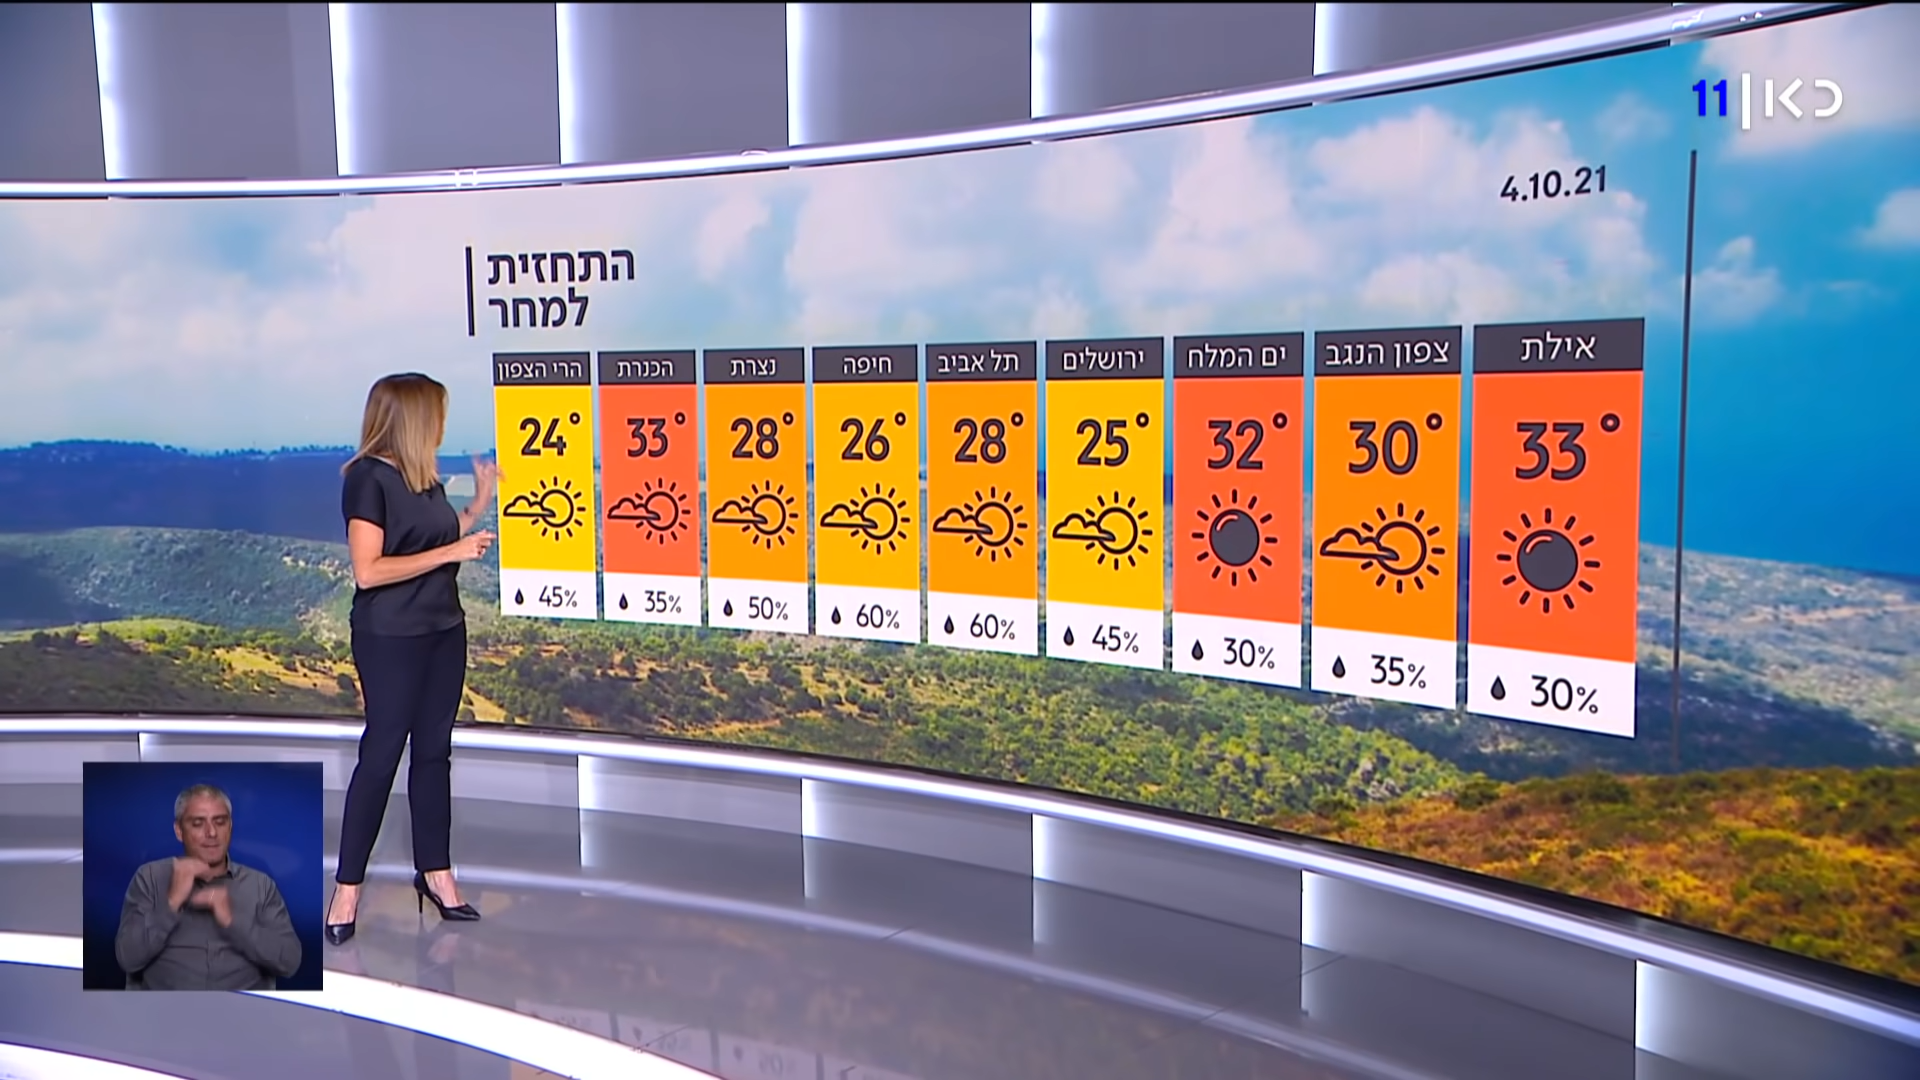 כאן | 11
4.10.21
התחזית
למחר
אילת
33°
30%
צפון הנגב
30°
35%
ים המלח
32°
30%
ירושלים
25°
45%
תל אביב
28°
60%
חיפה
26°
60%
נצרת
28°
50%
הכנרת
33°
35%
הרי הצפון
24°
45%